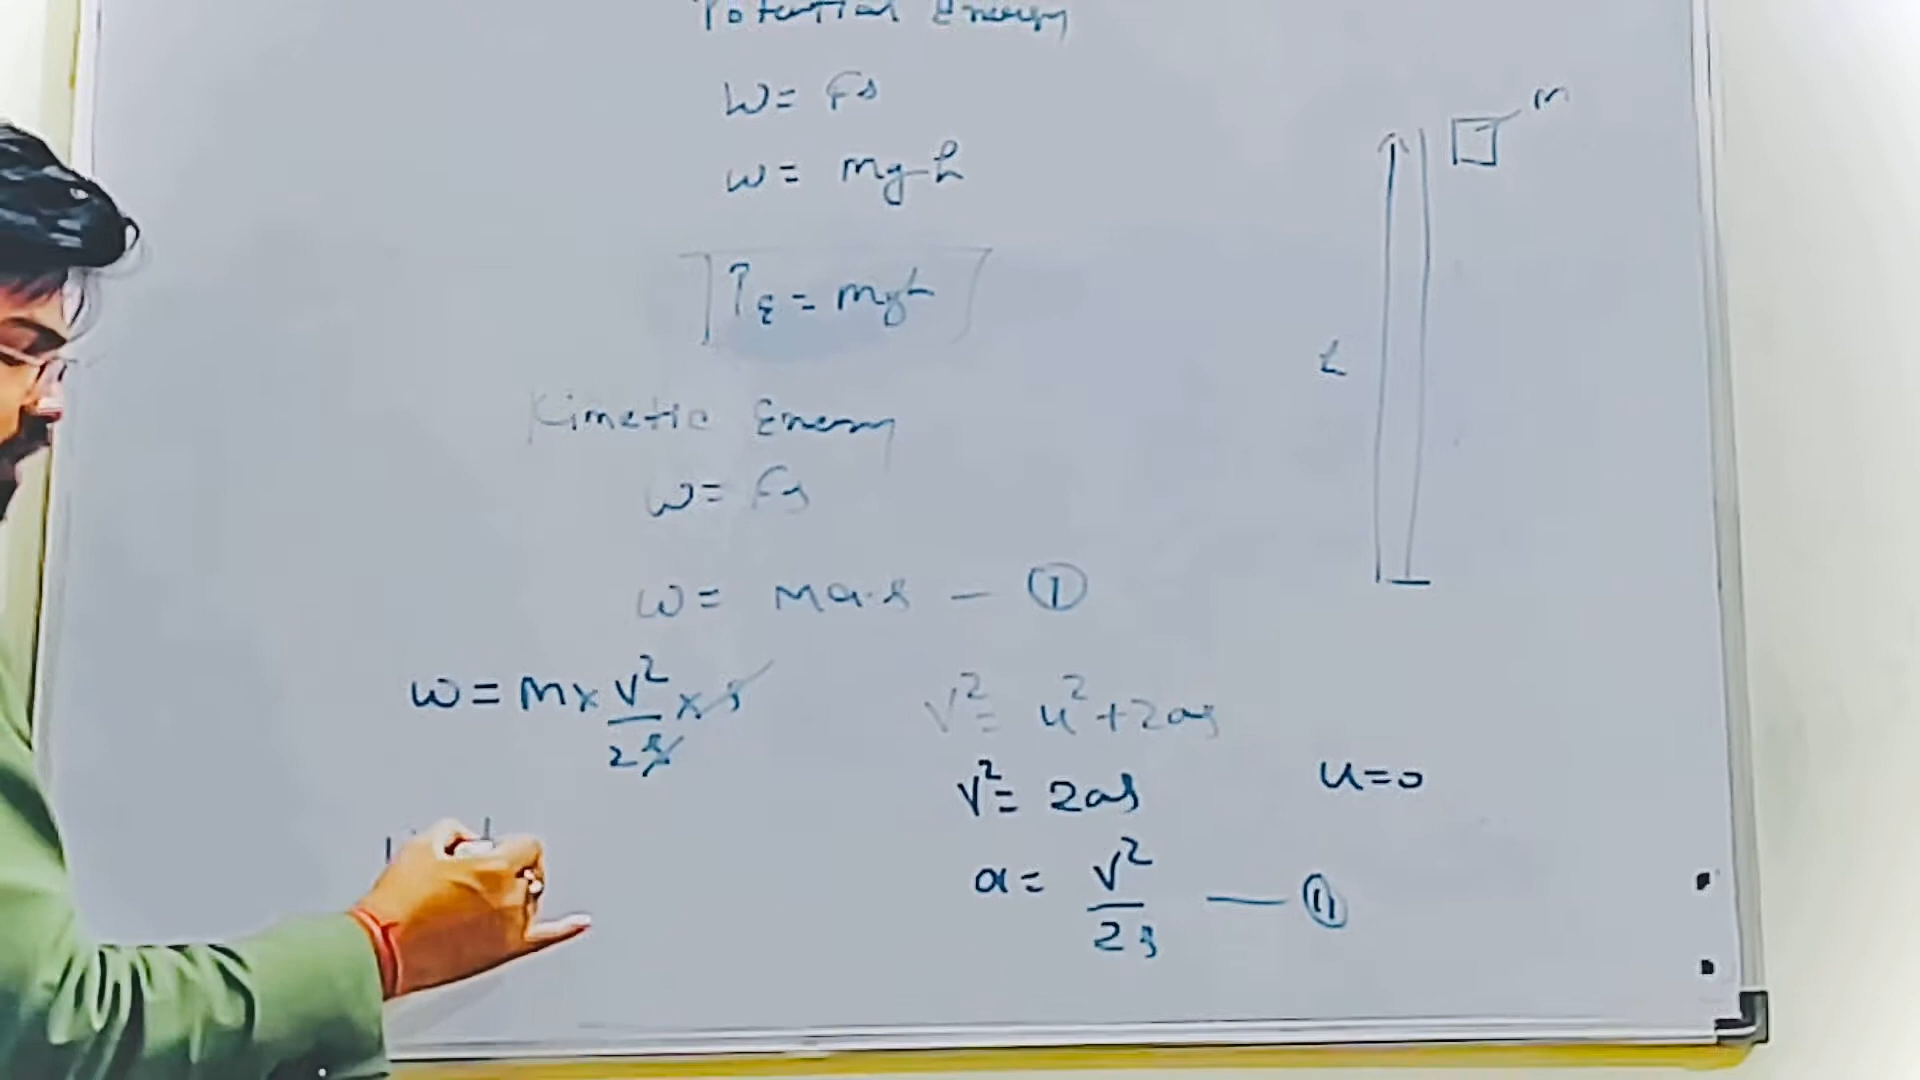 Potential Energy
W = Fs
W = mgh
m
PE = mgh
h
Kinetic Energy
W = Fs
W = ma.s — ①
W = m x v²/2s x s
v² = u² + 2as
v² = 2as
u = 0
a = v²/2s — ⑪